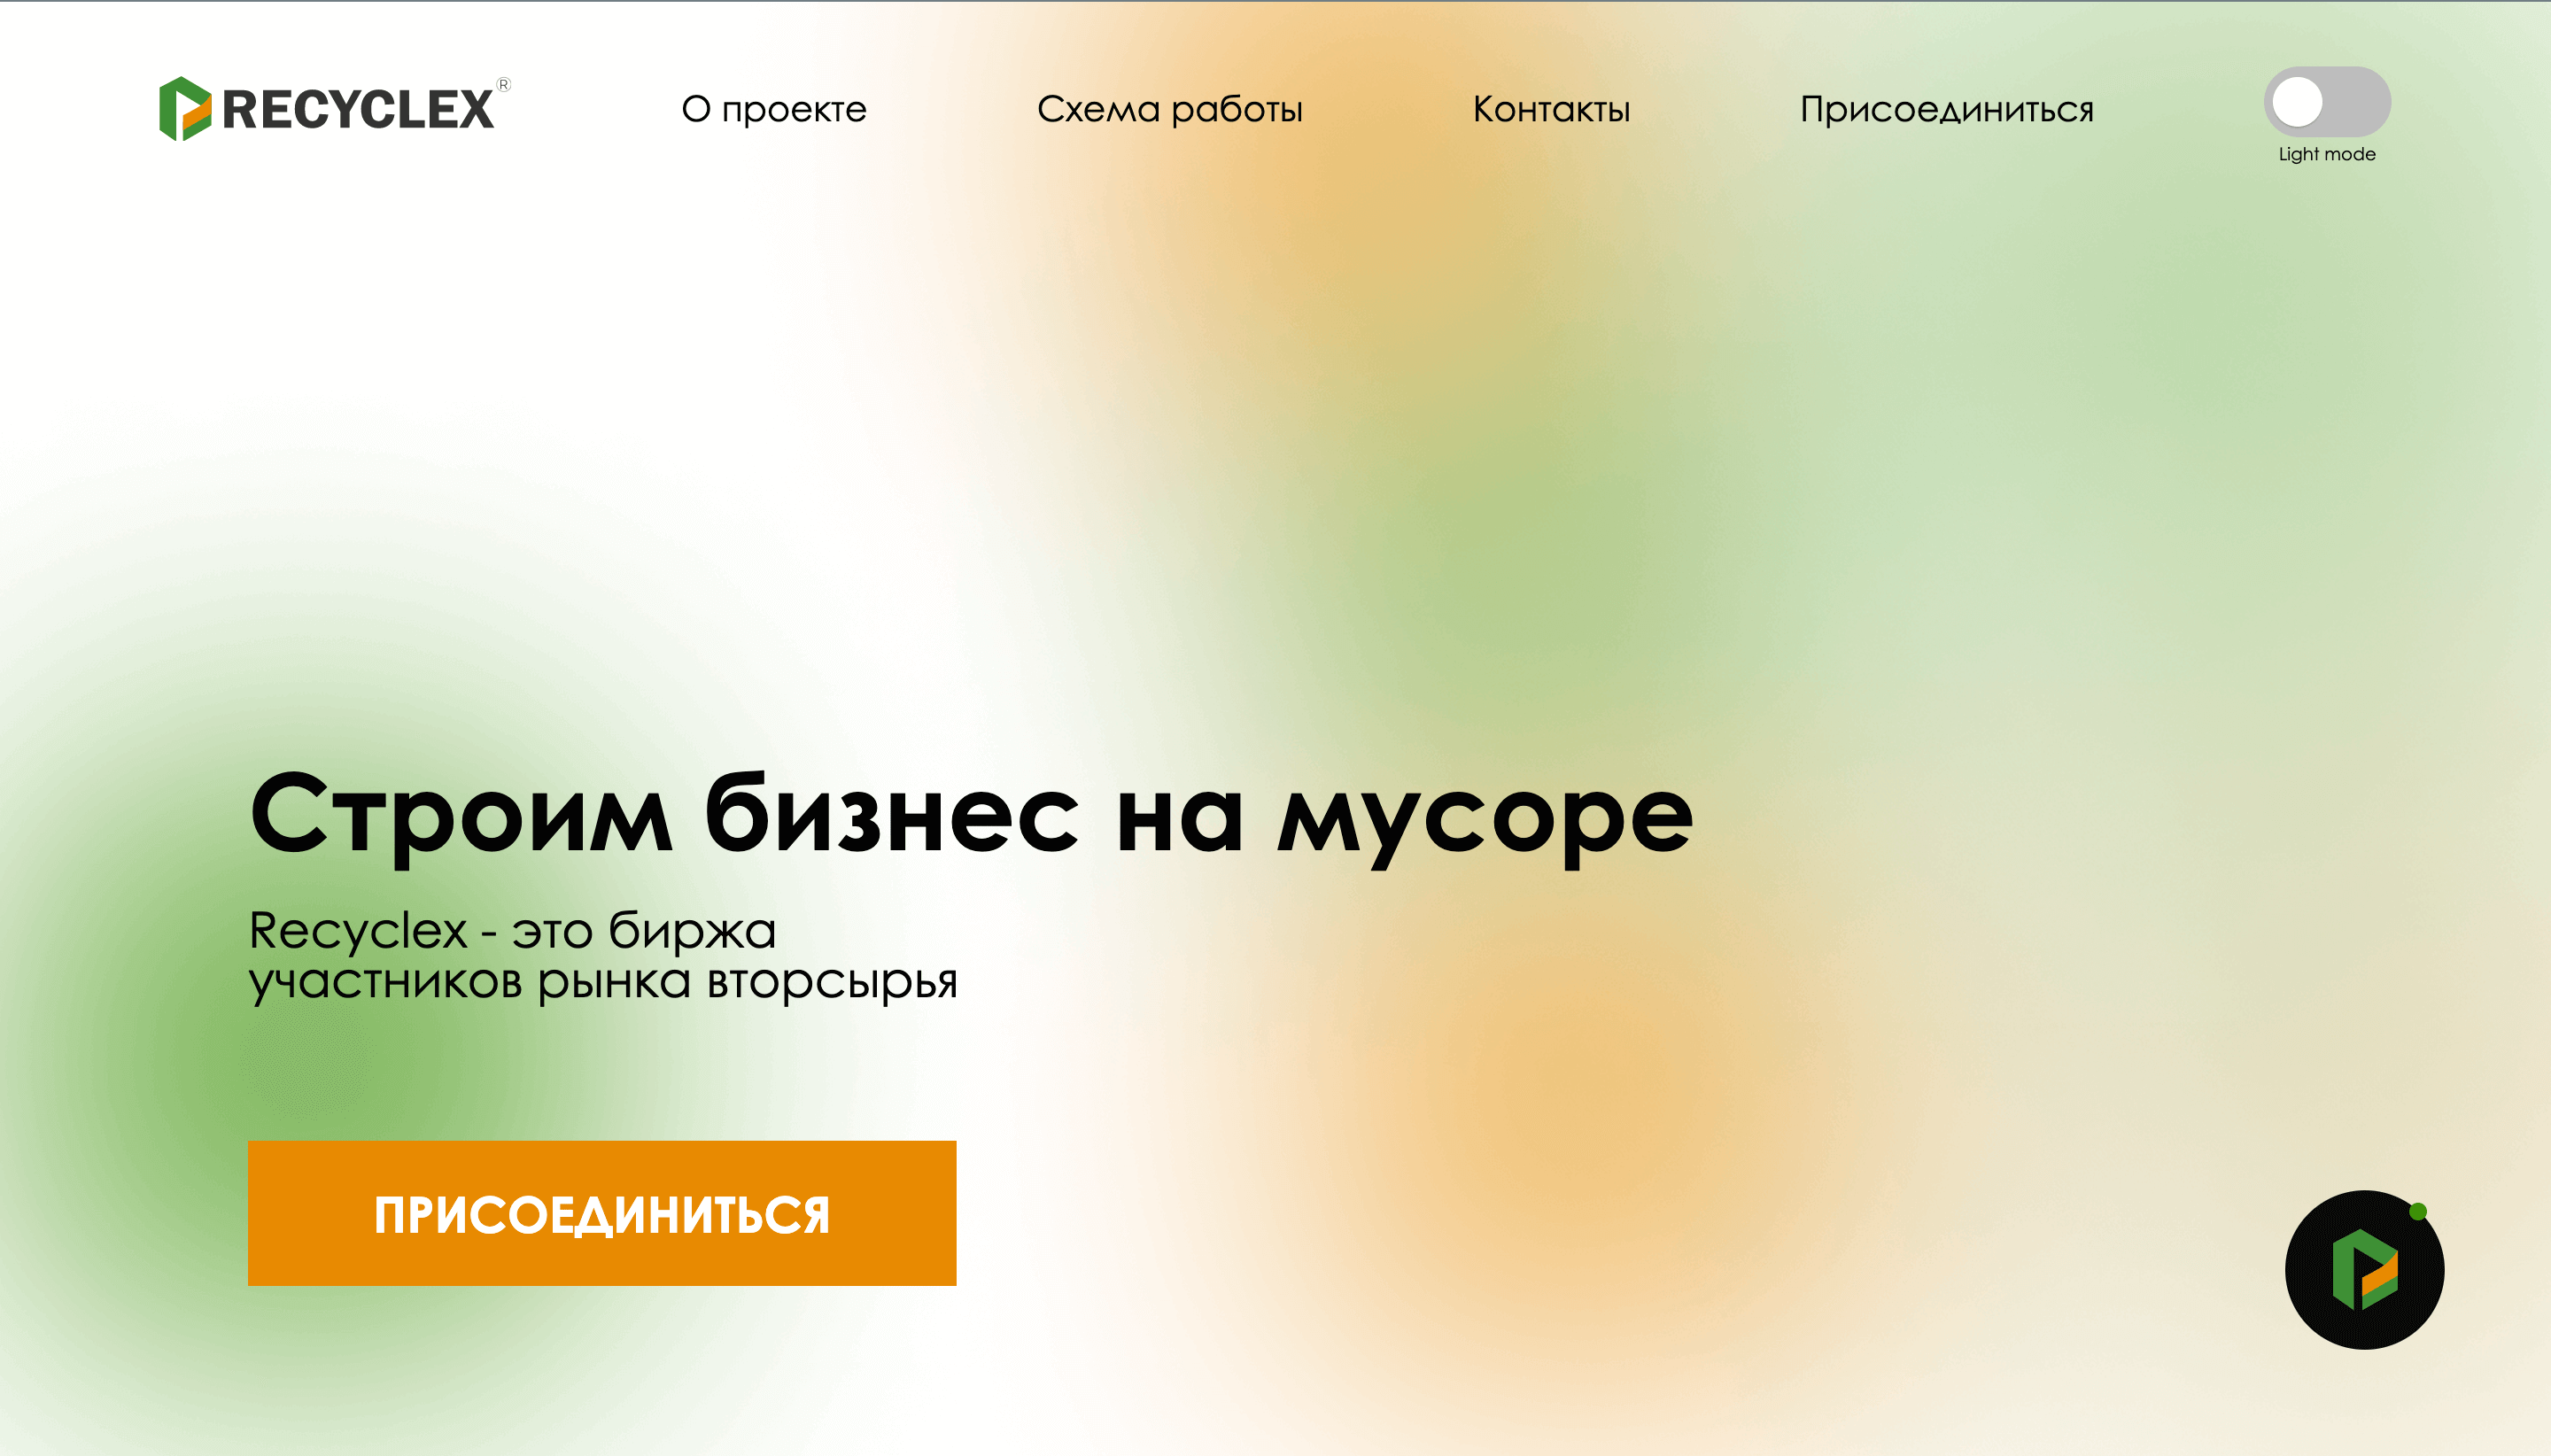 RECYCLEX®
О проекте
Схема работы
Контакты
Присоединиться
Light mode
Строим бизнес на мусоре
Recyclex - это биржа
участников рынка вторсырья
ПРИСОЕДИНИТЬСЯ